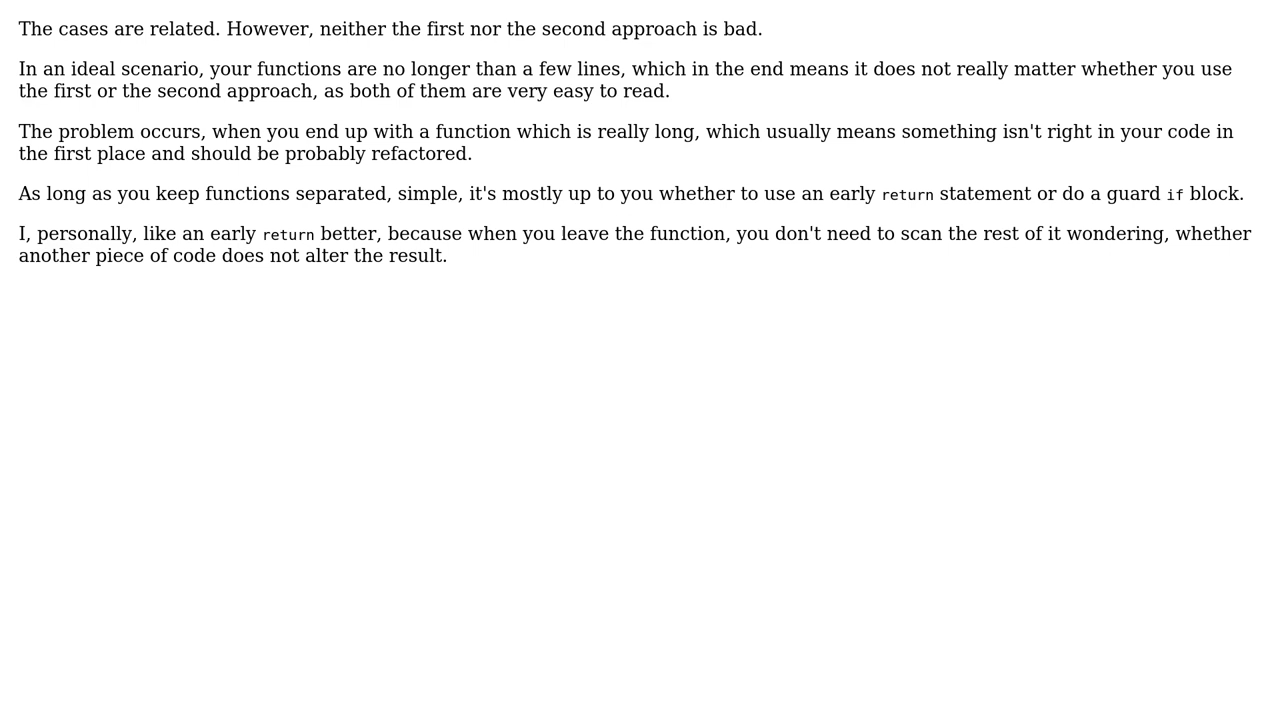 The cases are related. However, neither the first nor the second approach is bad.
In an ideal scenario, your functions are no longer than a few lines, which in the end means it does not really matter whether you use
the first or the second approach, as both of them are very easy to read.
The problem occurs, when you end up with a function which is really long, which usually means something isn't right in your code in
the first place and should be probably refactored.
As long as you keep functions separated, simple, it's mostly up to you whether to use an early return statement or do a guard if block.
I, personally, like an early return better, because when you leave the function, you don't need to scan the rest of it wondering, whether
another piece of code does not alter the result.